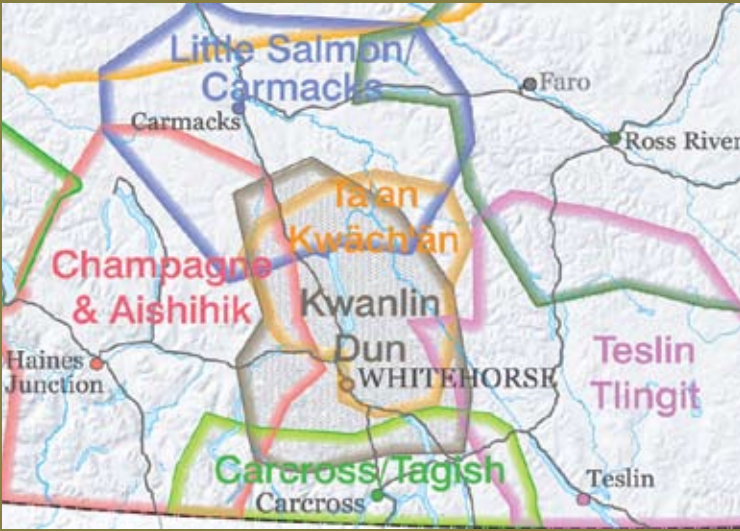 Little Salmon/
Carmacks
Faro
Carmacks
Ross River
Ta'an
Kwäch'än
Champagne
& Aishihik
Kwanlin
Dun
Haines
Junction
WHITEHORSE
Teslin
Tlingit
Carcross/Tagish
Carcross
Teslin